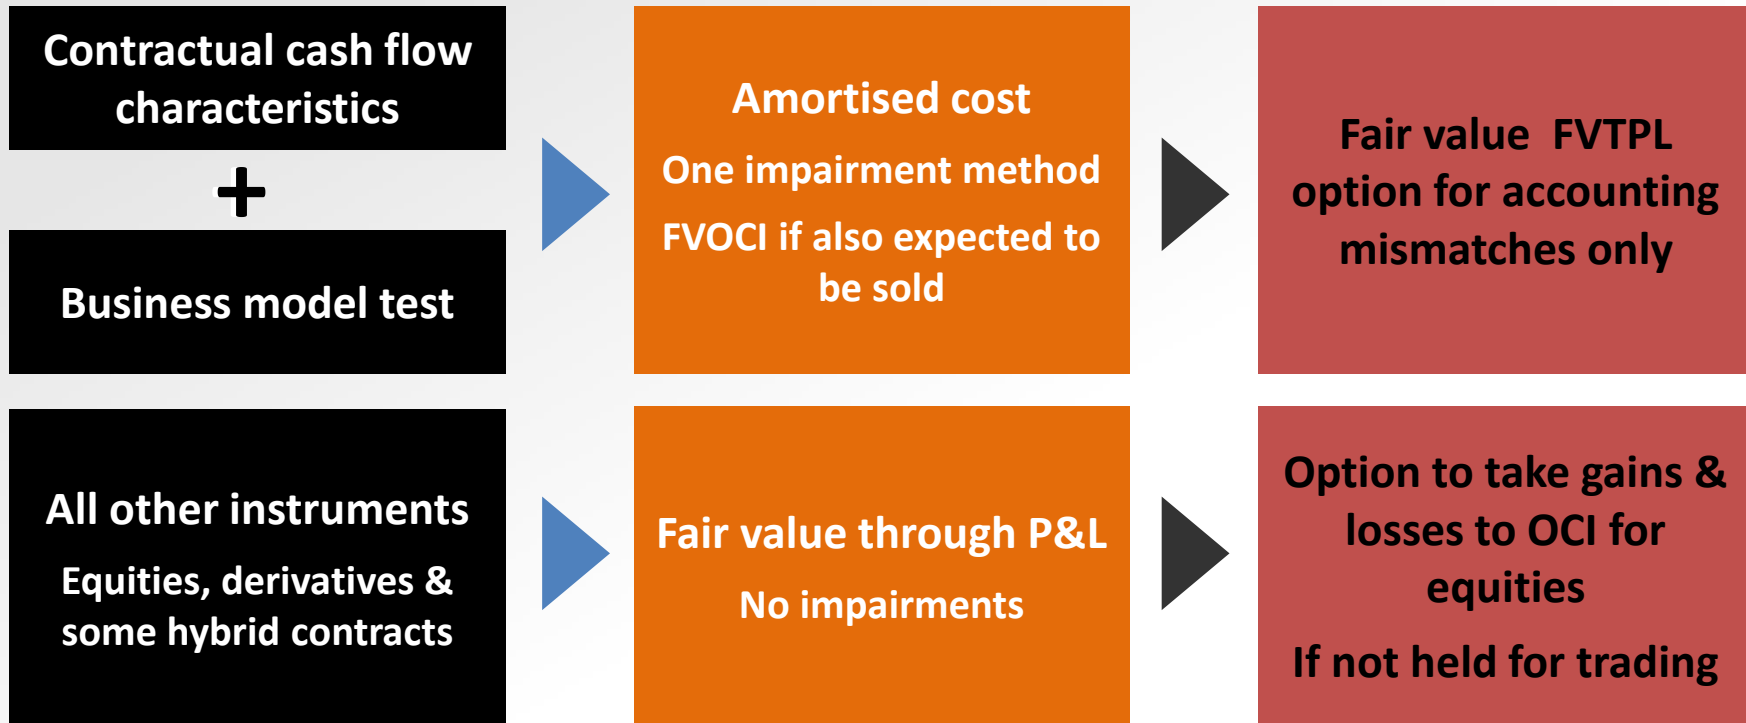 Contractual cash flow
characteristics
+
Business model test
Amortised cost
One impairment method
FVOCI if also expected to
be sold
Fair value FVTPL
option for accounting
mismatches only
All other instruments
Equities, derivatives &
some hybrid contracts
Fair value through P&L
No impairments
Option to take gains &
losses to OCI for
equities
If not held for trading